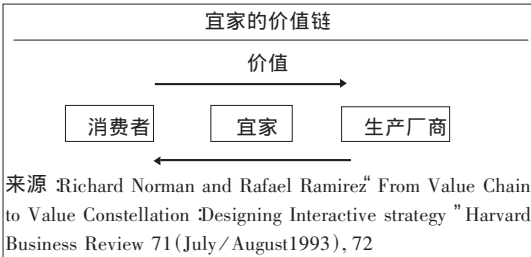 宜家的价值链
价值
消费者 宜家 生产厂商
来源:Richard Norman and Rafael Ramirez“ From Value Chain
to Value Constellation :Designing Interactive strategy ”Harvard
Business Review 71(July/August1993), 72